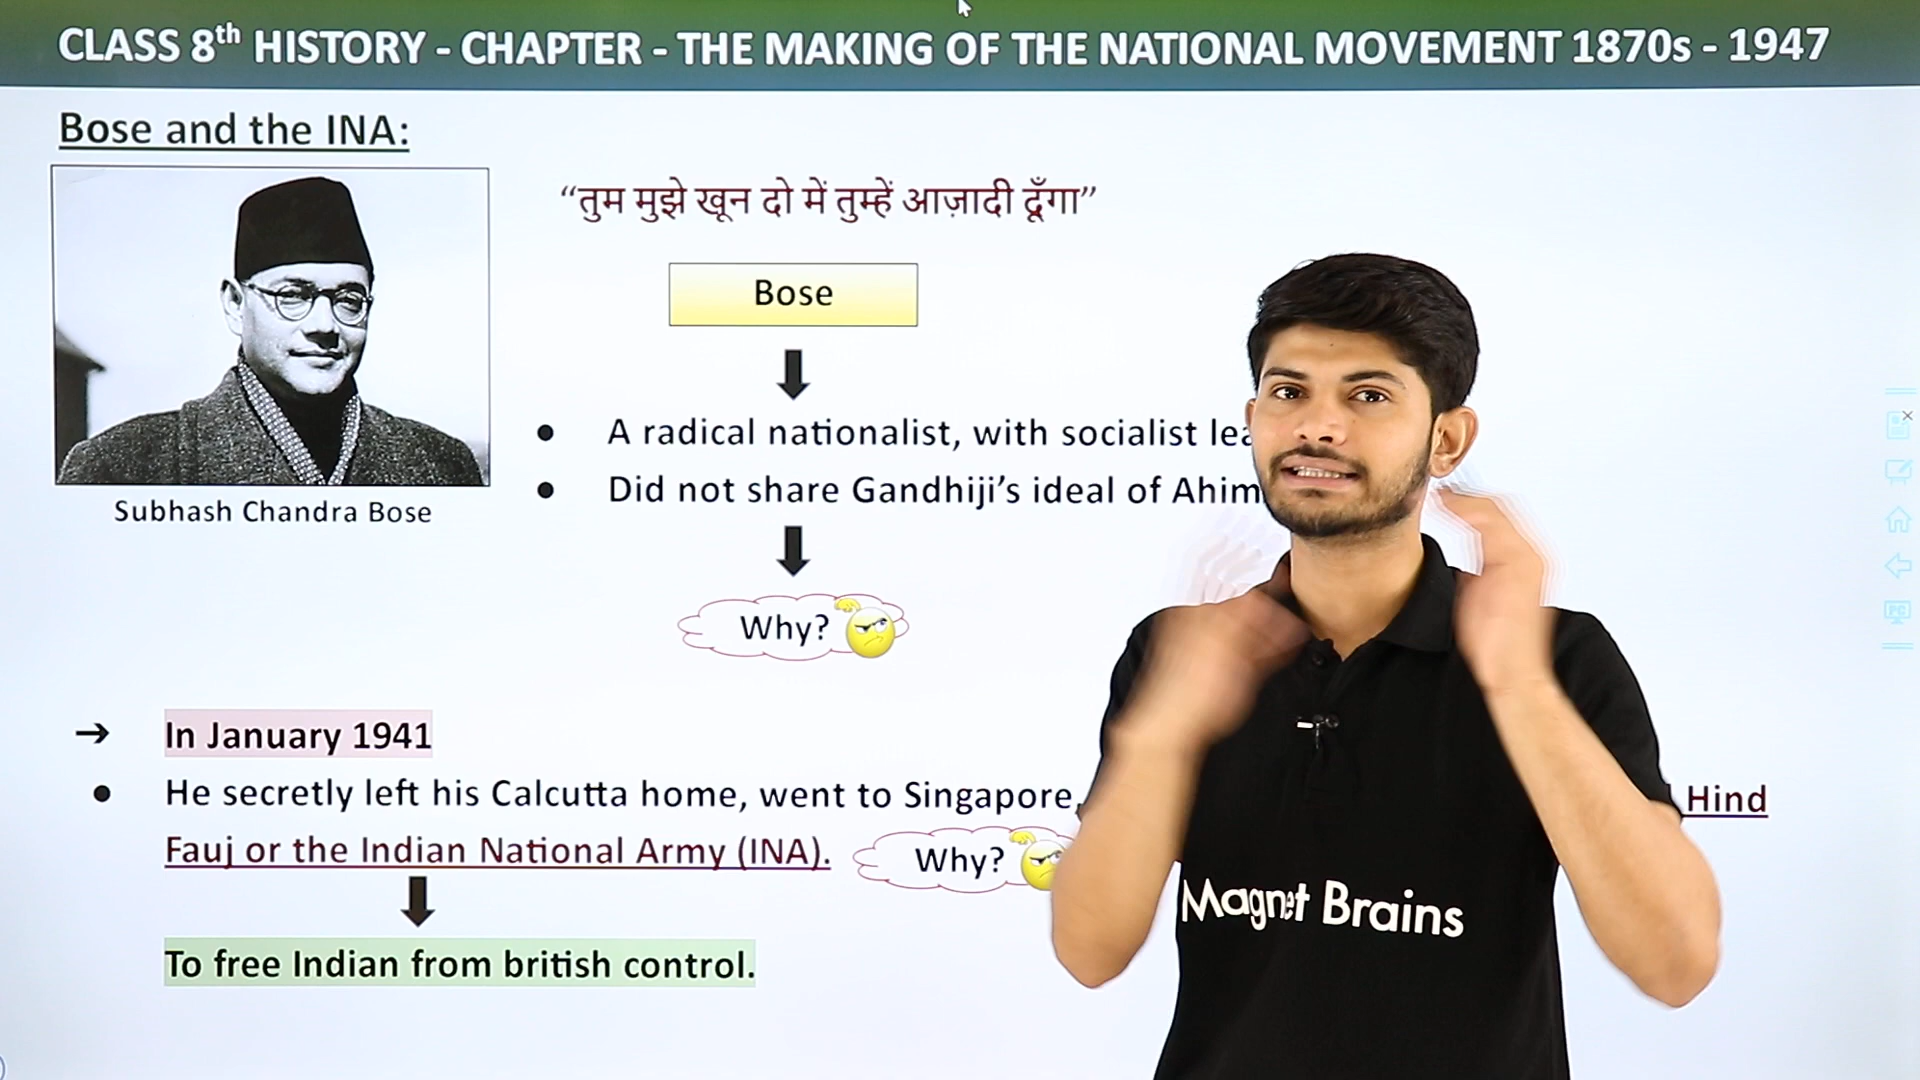 CLASS 8th HISTORY - CHAPTER - THE MAKING OF THE NATIONAL MOVEMENT 1870s - 1947
Bose and the INA:
“तुम मुझे खून दो में तुम्हें आज़ादी दूँगा”
Bose
● A radical nationalist, with socialist
● Did not share Gandhiji’s ideal of
Subhash Chandra Bose
Why?
➔ In January 1941
● He secretly left his Calcutta home, went to Singapore, Hind
Fauj or the Indian National Army (INA).
Why?
To free Indian from british control.
Magnet Brains
PC